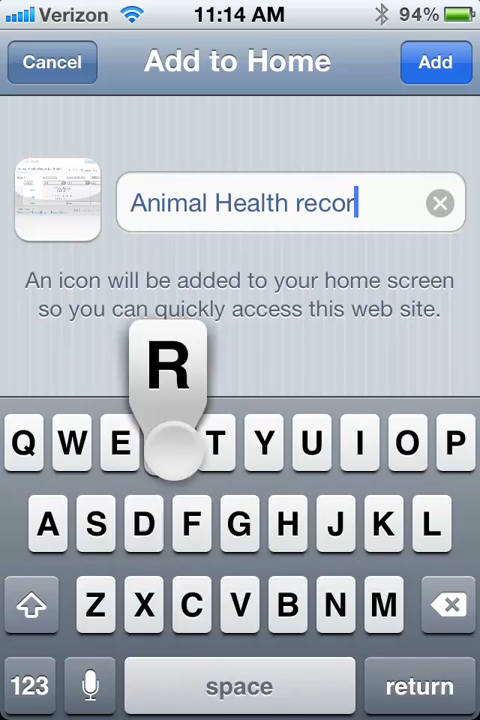 Verizon 11:14 AM 94%
Cancel Add to Home Add
Animal Health recor
An icon will be added to your home screen
so you can quickly access this web site.
R
Q W E T Y U I O P
A S D F G H J K L
Z X C V B N M
123 space return